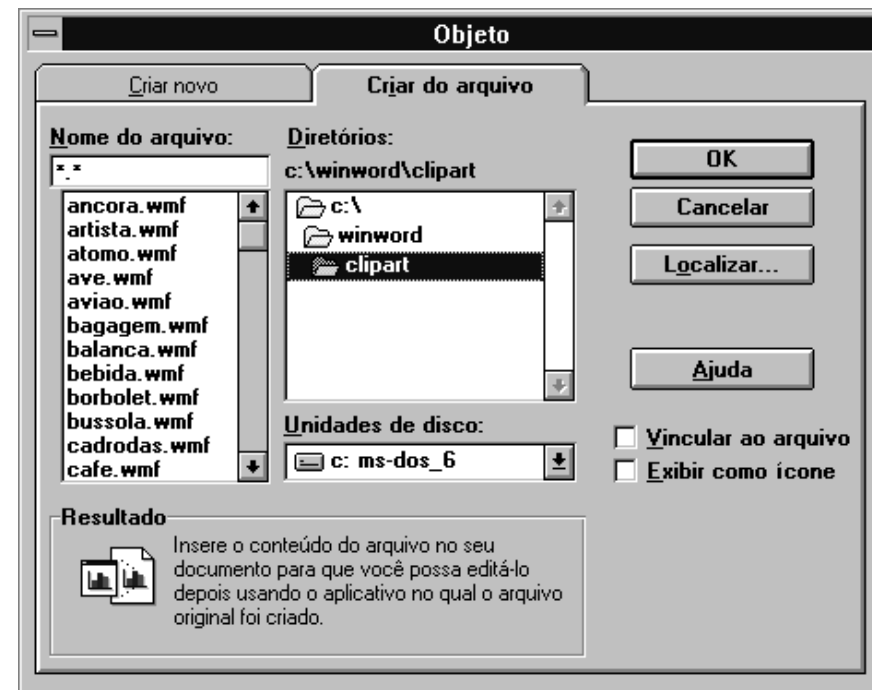 Objeto
Criar novo
Criar do arquivo
Nome do arquivo:
*.*
ancora.wmf
artista.wmf
atomo.wmf
ave.wmf
aviao.wmf
bagagem.wmf
balanca.wmf
bebida.wmf
borbolet.wmf
bussola.wmf
cadrodas.wmf
cafe.wmf
Diretórios:
c:\winword\clipart
c:\
winword
clipart
Unidades de disco:
c: ms-dos_6
OK
Cancelar
Localizar...
Ajuda
Vincular ao arquivo
Exibir como ícone
Resultado
Insere o conteúdo do arquivo no seu
documento para que você possa editá-lo
depois usando o aplicativo no qual o arquivo
original foi criado.